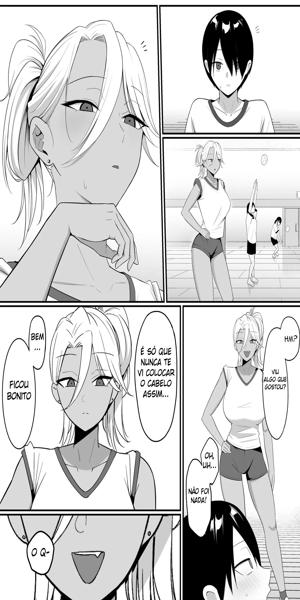 HM?
VIU
ALGO QUE
GOSTOU?
OH,
UH...
NÃO FOI
NADA!
É SÓ QUE
NUNCA TE
VI COLOCAR
O CABELO
ASSIM...
BEM...
FICOU
BONITO
O Q-